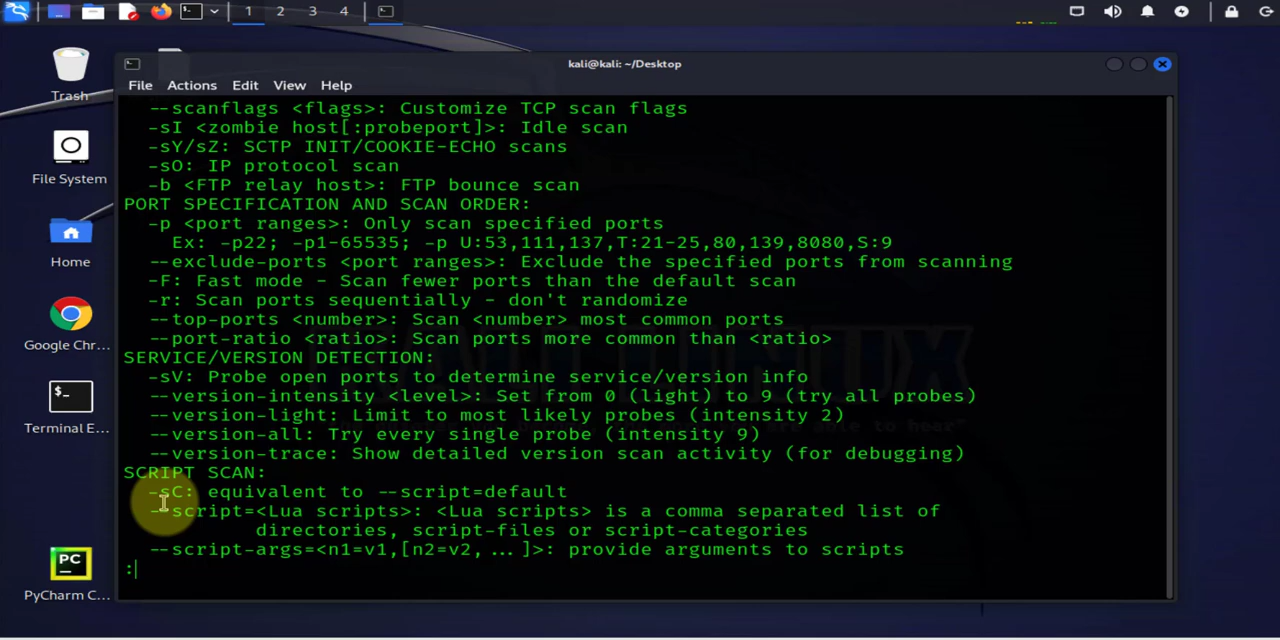 1 2 3 4
kali@kali: ~/Desktop
File Actions Edit View Help
Trash
File System
Home
Google Chr...
Terminal E...
PyCharm C...
--scanflags <flags>: Customize TCP scan flags
-sI <zombie host[:probeport]>: Idle scan
-sY/sZ: SCTP INIT/COOKIE-ECHO scans
-sO: IP protocol scan
-b <FTP relay host>: FTP bounce scan
PORT SPECIFICATION AND SCAN ORDER:
-p <port ranges>: Only scan specified ports
Ex: -p22; -p1-65535; -p U:53,111,137,T:21-25,80,139,8080,S:9
--exclude-ports <port ranges>: Exclude the specified ports from scanning
-F: Fast mode - Scan fewer ports than the default scan
-r: Scan ports sequentially - don't randomize
--top-ports <number>: Scan <number> most common ports
--port-ratio <ratio>: Scan ports more common than <ratio>
SERVICE/VERSION DETECTION:
-sV: Probe open ports to determine service/version info
--version-intensity <level>: Set from 0 (light) to 9 (try all probes)
--version-light: Limit to most likely probes (intensity 2)
--version-all: Try every single probe (intensity 9)
--version-trace: Show detailed version scan activity (for debugging)
SCRIPT SCAN:
-sC: equivalent to --script=default
--script=<Lua scripts>: <Lua scripts> is a comma separated list of
directories, script-files or script-categories
--script-args=<n1=v1,[n2=v2, ... ]>: provide arguments to scripts
: